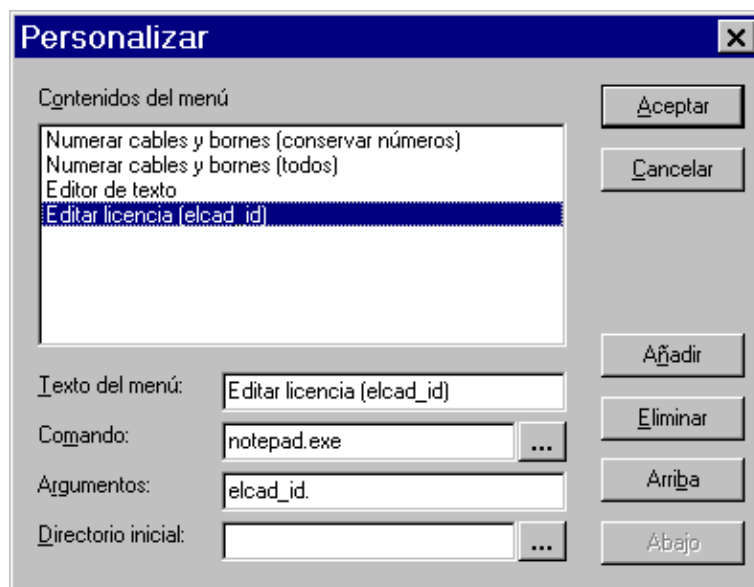 Personalizar
Contenidos del menú
Numerar cables y bornes (conservar números)
Numerar cables y bornes (todos)
Editor de texto
Editar licencia (elcad_id)
Texto del menú: Editar licencia (elcad_id)
Comando: notepad.exe ...
Argumentos: elcad_id.
Directorio inicial: ...
Aceptar
Cancelar
Añadir
Eliminar
Arriba
Abajo